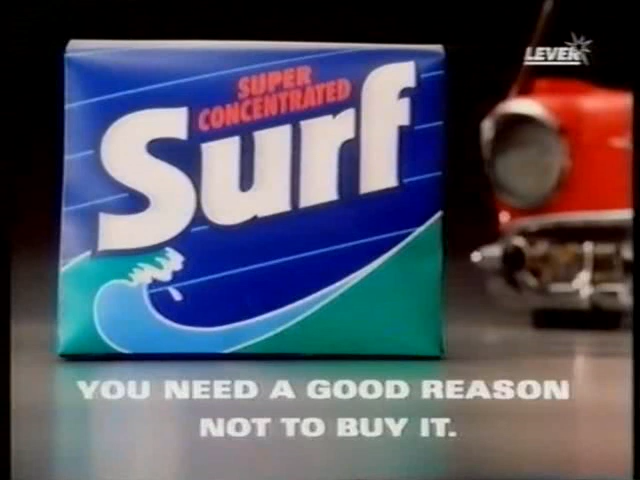 LEVER
SUPER
CONCENTRATED
Surf
YOU NEED A GOOD REASON
NOT TO BUY IT.